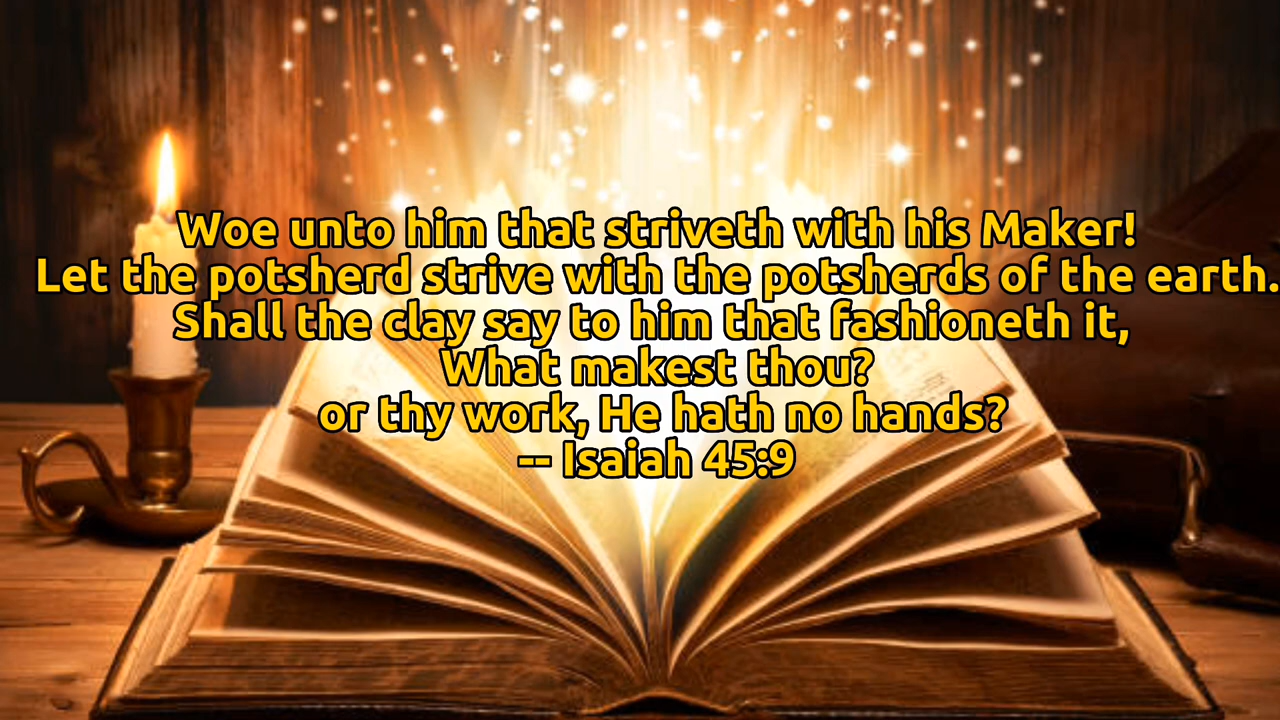 Woe unto him that striveth with his Maker!
Let the potsherd strive with the potsherds of the earth.
Shall the clay say to him that fashioneth it,
What makest thou?
or thy work, He hath no hands?
-- Isaiah 45:9